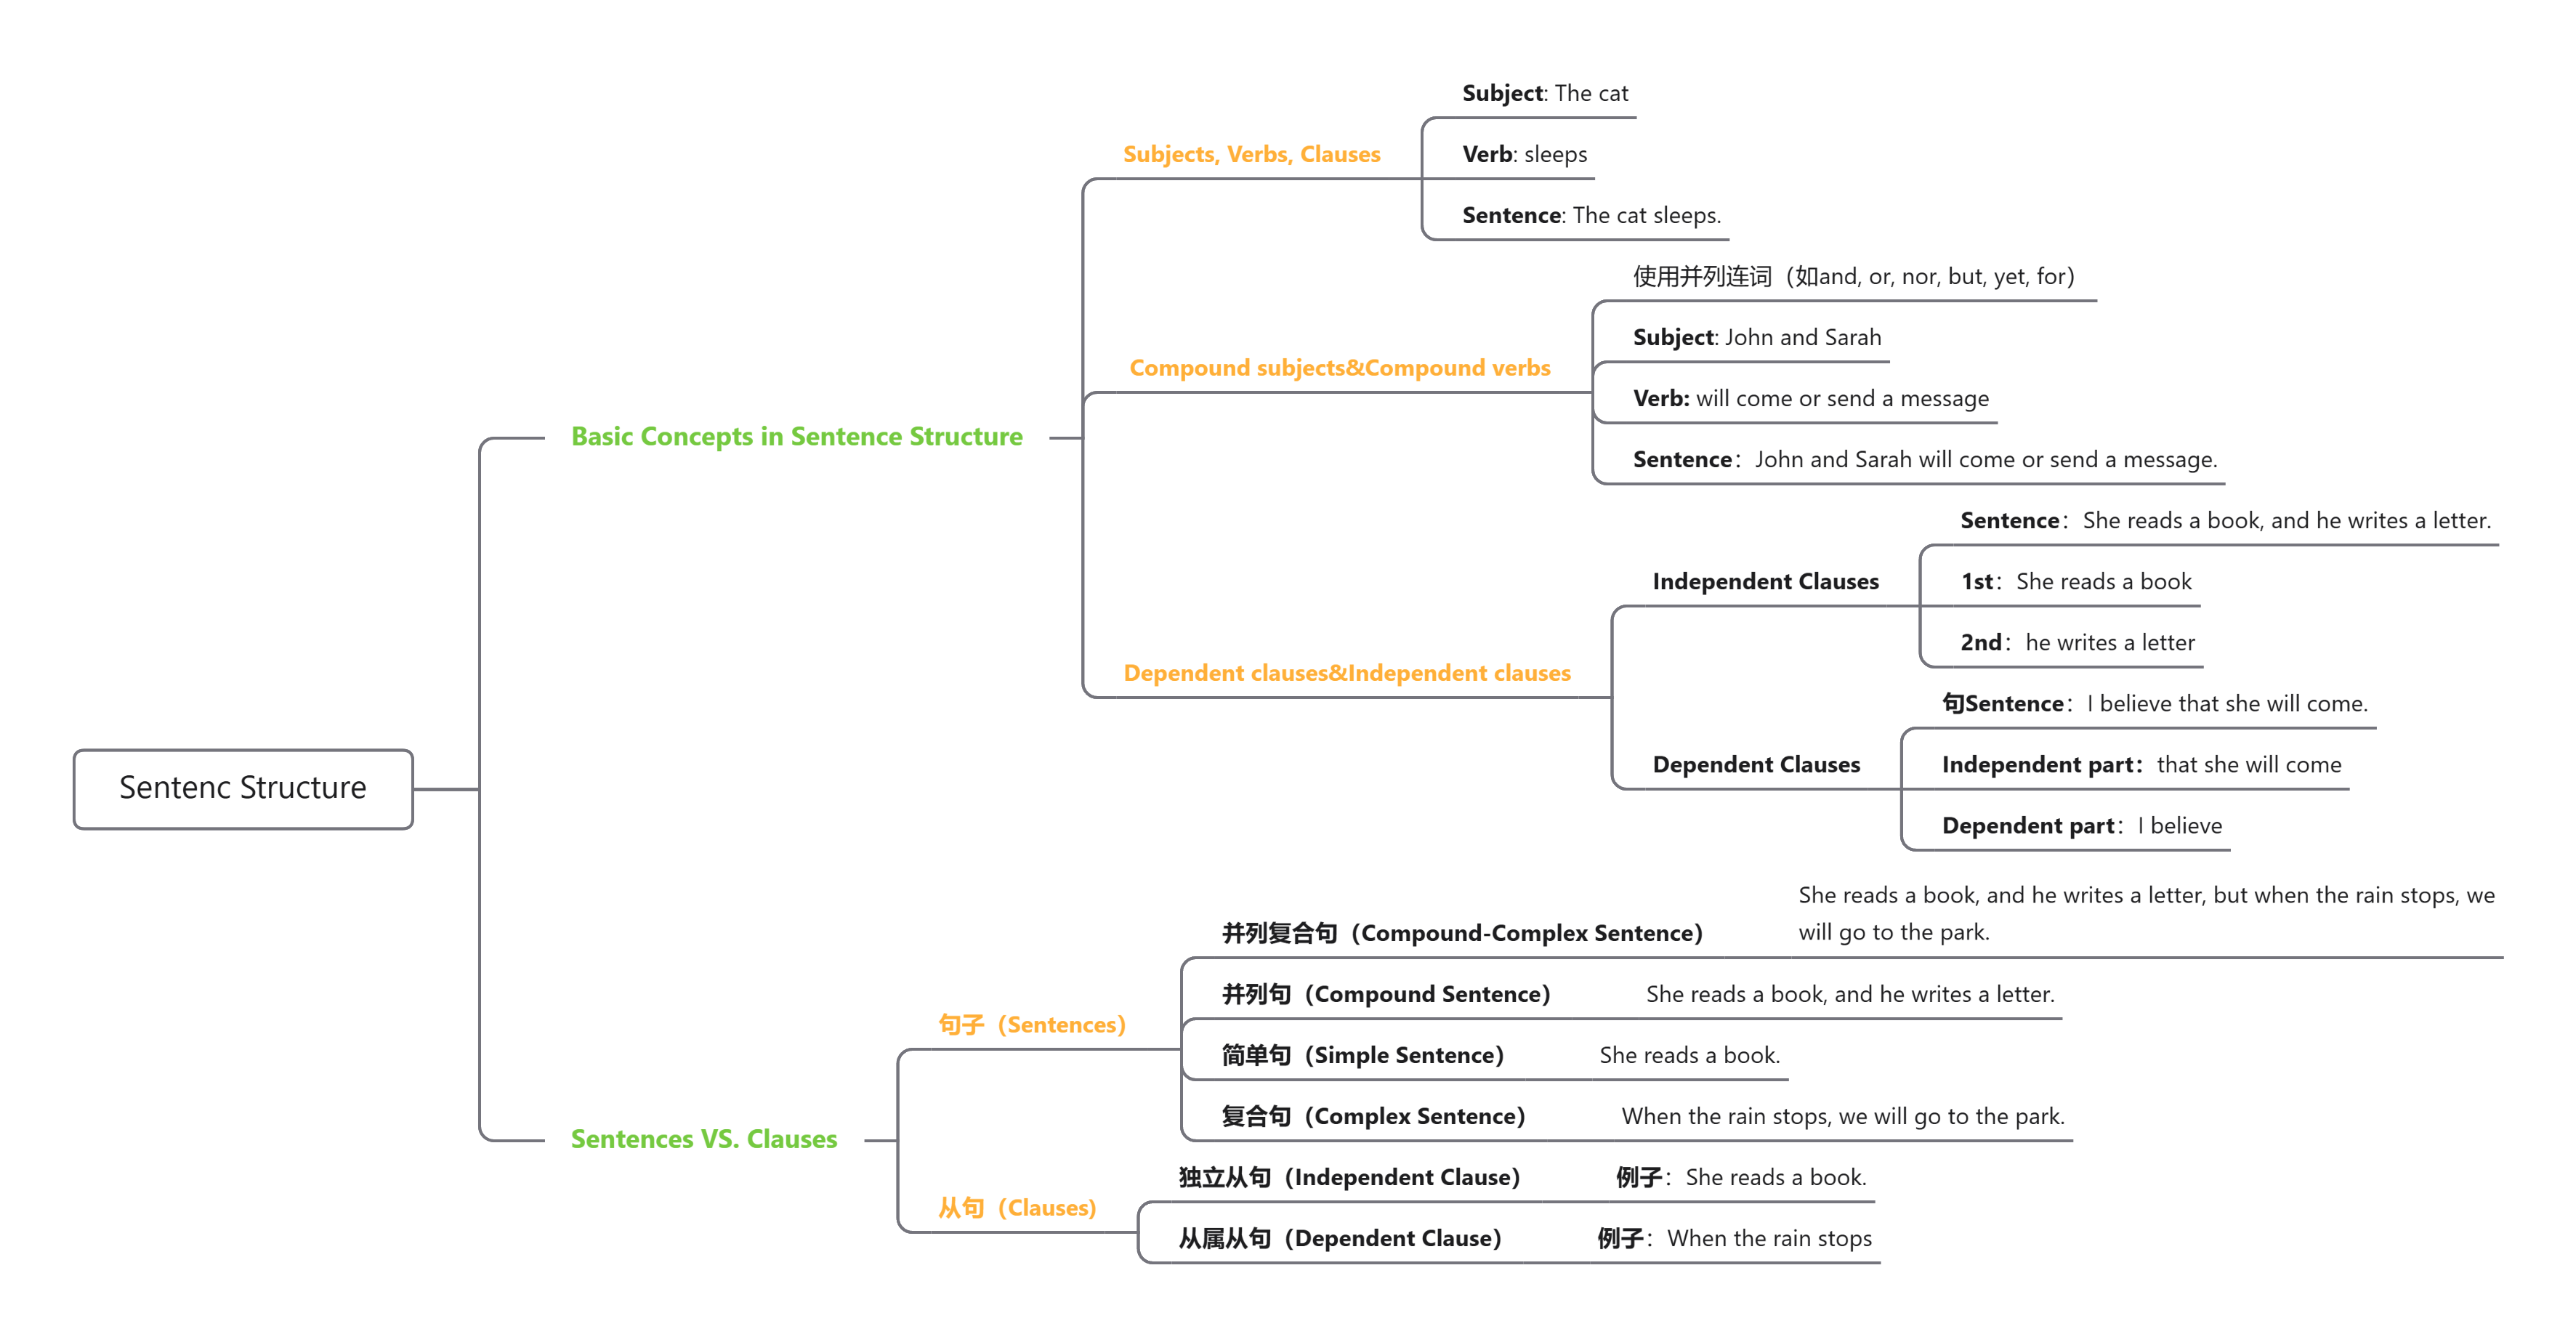 Sentenc Structure
Basic Concepts in Sentence Structure
Subjects, Verbs, Clauses
Subject: The cat
Verb: sleeps
Sentence: The cat sleeps.
Compound subjects&Compound verbs
使用并列连词（如and, or, nor, but, yet, for）
Subject: John and Sarah
Verb: will come or send a message
Sentence：John and Sarah will come or send a message.
Dependent clauses&Independent clauses
Independent Clauses
Sentence：She reads a book, and he writes a letter.
1st：She reads a book
2nd：he writes a letter
Dependent Clauses
句Sentence：I believe that she will come.
Independent part：that she will come
Dependent part：I believe
Sentences VS. Clauses
句子（Sentences）
并列复合句（Compound-Complex Sentence）
She reads a book, and he writes a letter, but when the rain stops, we
will go to the park.
并列句（Compound Sentence）
She reads a book, and he writes a letter.
简单句（Simple Sentence）
She reads a book.
复合句（Complex Sentence）
When the rain stops, we will go to the park.
从句（Clauses)
独立从句（Independent Clause）
例子：She reads a book.
从属从句（Dependent Clause）
例子：When the rain stops